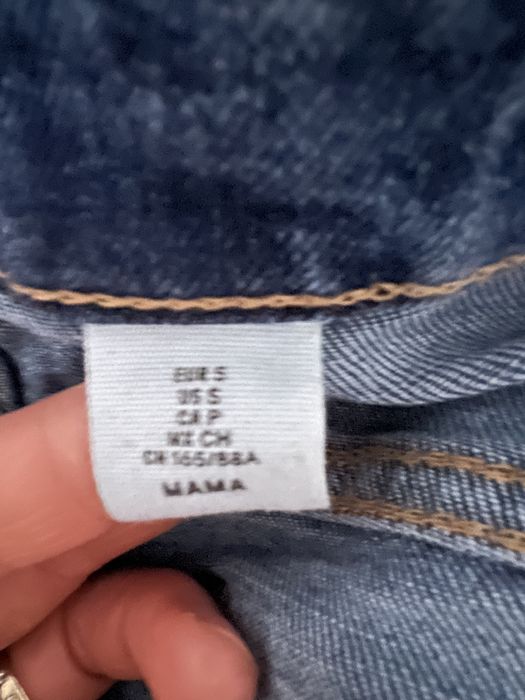 EUR S
US S
CA P
MX CH
CN 165/88A
MAMA